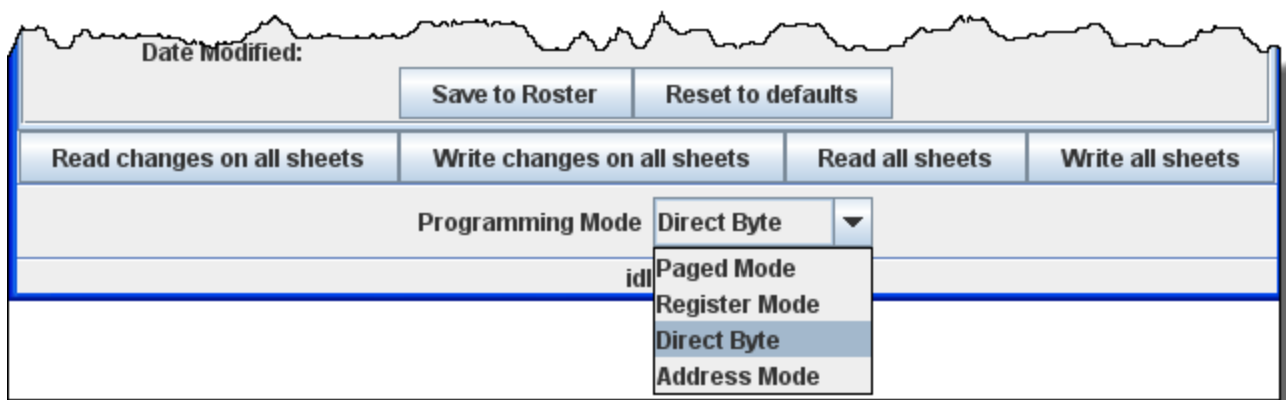 Date Modified:
Save to Roster Reset to defaults
Read changes on all sheets Write changes on all sheets Read all sheets Write all sheets
Programming Mode Direct Byte
idl
Paged Mode
Register Mode
Direct Byte
Address Mode